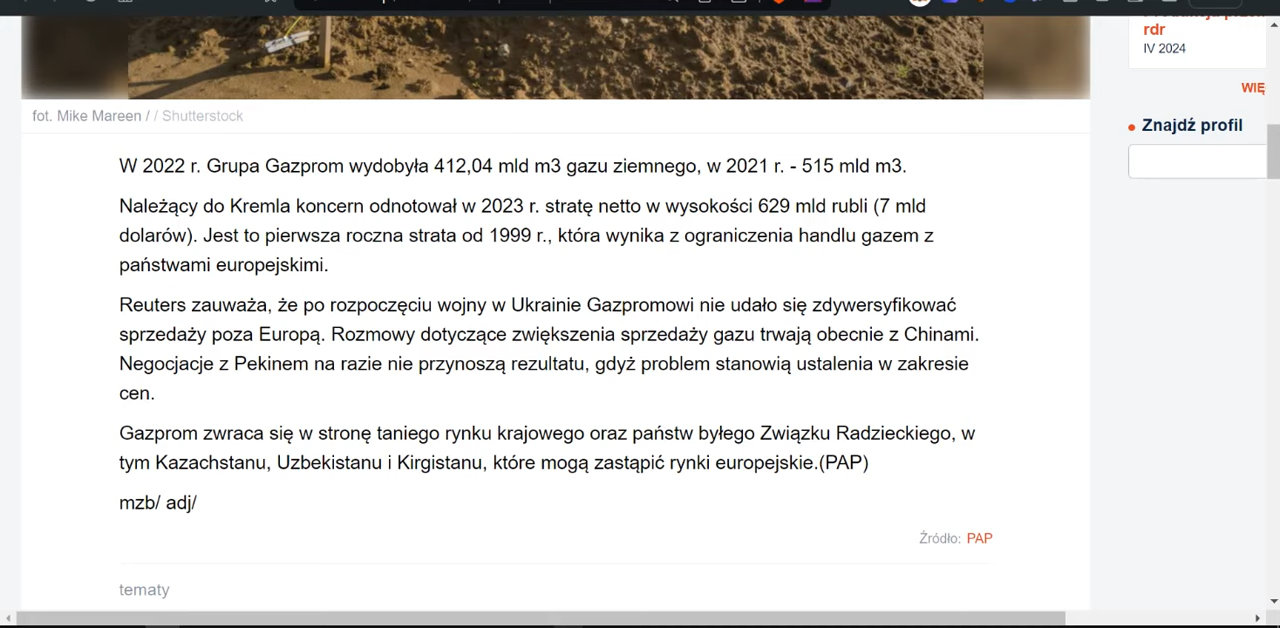 fot. Mike Mareen / / Shutterstock
W 2022 r. Grupa Gazprom wydobyła 412,04 mld m3 gazu ziemnego, w 2021 r. - 515 mld m3.
Należący do Kremla koncern odnotował w 2023 r. stratę netto w wysokości 629 mld rubli (7 mld
dolarów). Jest to pierwsza roczna strata od 1999 r., która wynika z ograniczenia handlu gazem z
państwami europejskimi.
Reuters zauważa, że po rozpoczęciu wojny w Ukrainie Gazpromowi nie udało się zdywersyfikować
sprzedaży poza Europą. Rozmowy dotyczące zwiększenia sprzedaży gazu trwają obecnie z Chinami.
Negocjacje z Pekinem na razie nie przynoszą rezultatu, gdyż problem stanowią ustalenia w zakresie
cen.
Gazprom zwraca się w stronę taniego rynku krajowego oraz państw byłego Związku Radzieckiego, w
tym Kazachstanu, Uzbekistanu i Kirgistanu, które mogą zastąpić rynki europejskie.(PAP)
mzb/ adj/
Źródło: PAP
tematy
rdr
IV 2024
WIĘ
Znajdź profil